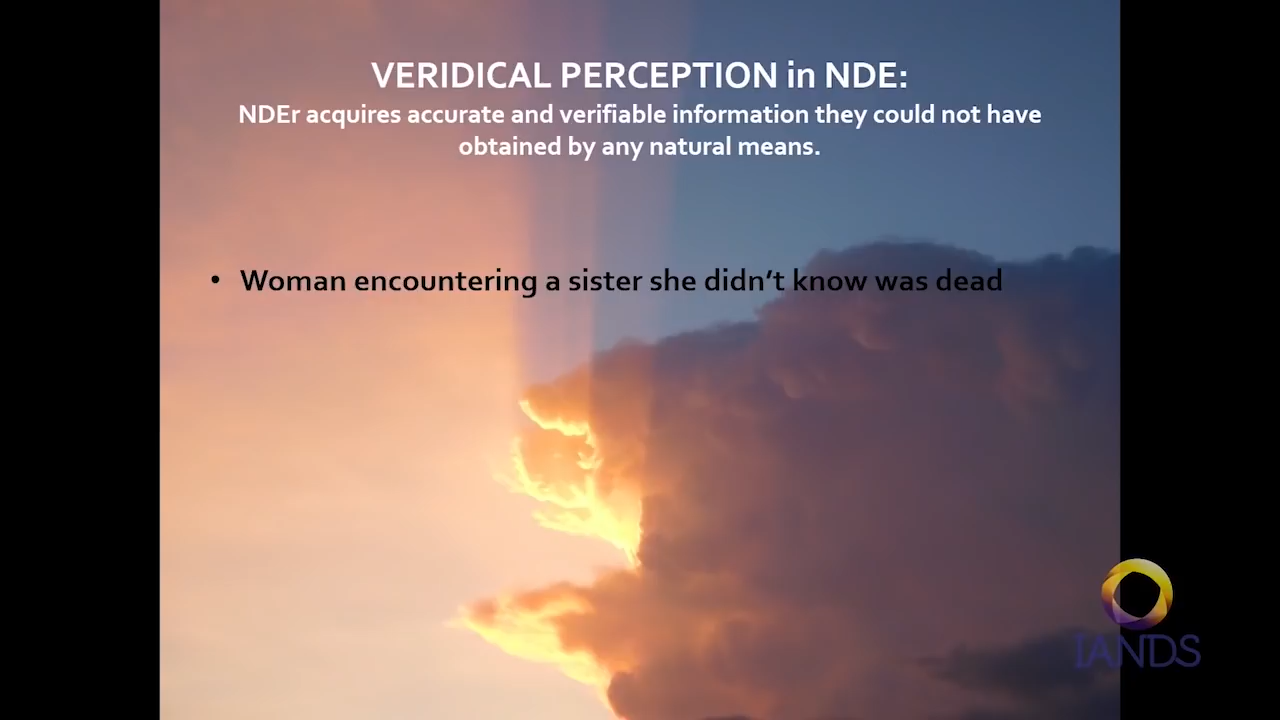 VERIDICAL PERCEPTION in NDE:
NDEr acquires accurate and verifiable information they could not have
obtained by any natural means.
• Woman encountering a sister she didn’t know was dead
IANDS